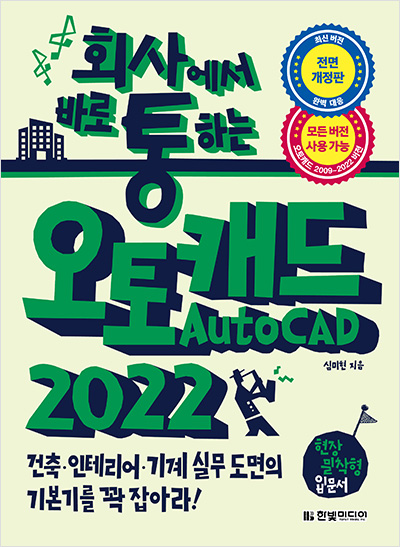 회사에서
바로 통하는
최신 버전
전면
개정판
완벽 대응
모든 버전
사용 가능
오토캐드 2009~2022 버전
오토캐드
AutoCAD
2022
심미현 지음
건축·인테리어·기계 실무 도면의
기본기를 꽉 잡아라!
현장
밀착형
입문서
한빛미디어